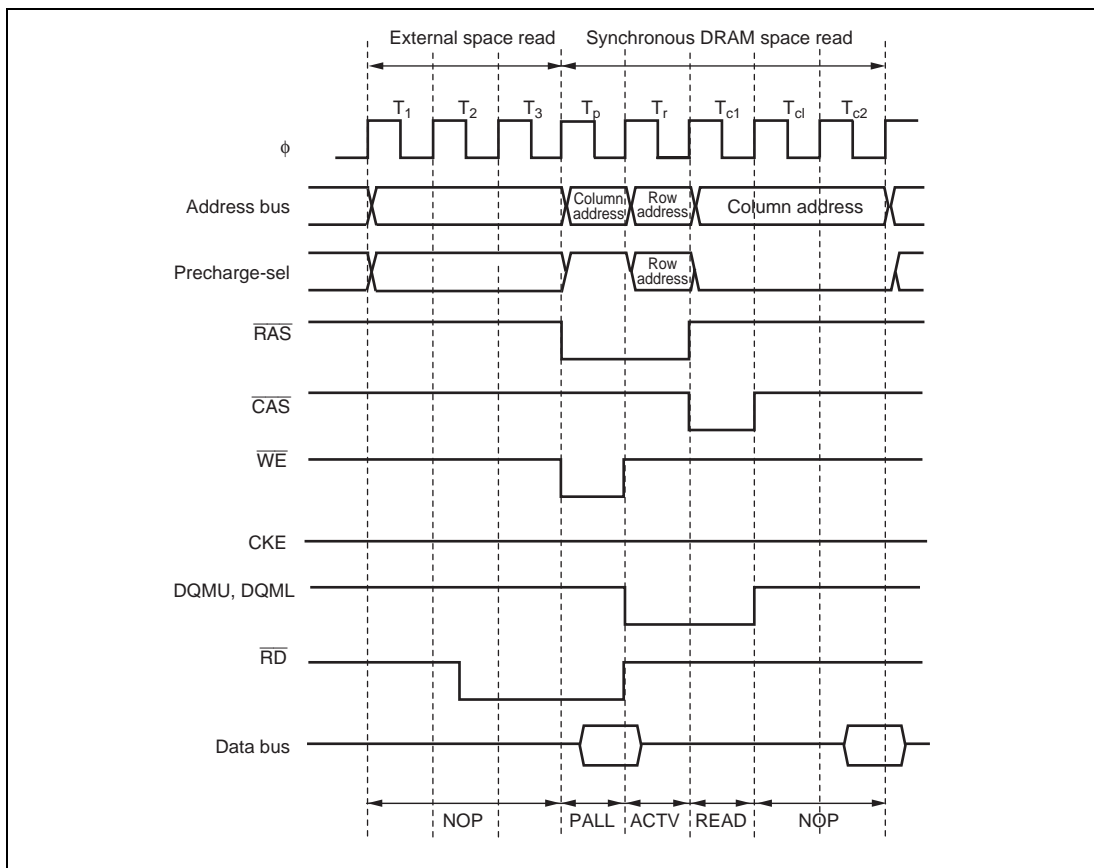 External space read Synchronous DRAM space read
T1 T2 T3 Tp Tr Tc1 Tcl Tc2
ϕ
Address bus Column address Row address Column address
Precharge-sel Row address
RAS
CAS
WE
CKE
DQMU, DQML
RD
Data bus
NOP PALL ACTV READ NOP